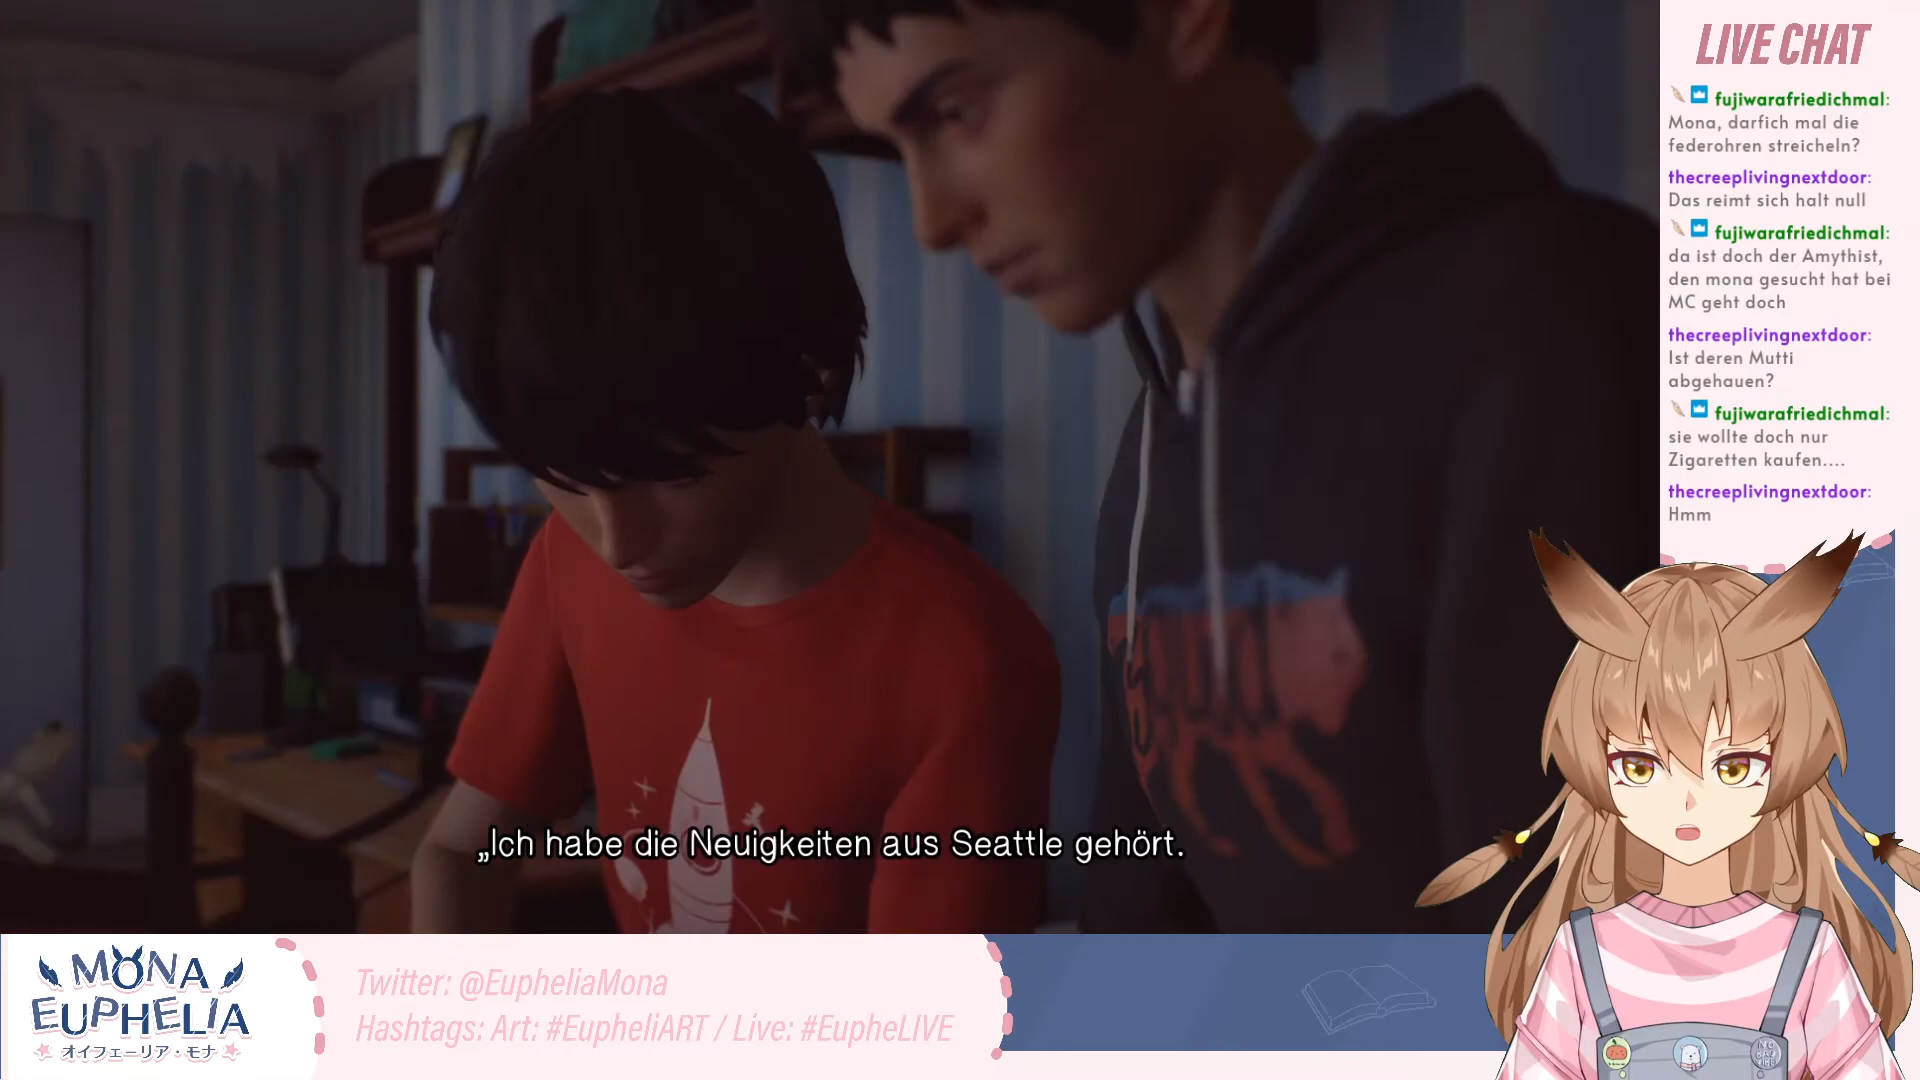 LIVE CHAT
fujiwarafriedichmal:
Mona, darfich mal die
federohren streicheln?
thecreeplivingnextdoor:
Das reimt sich halt null
fujiwarafriedichmal:
da ist doch der Amythist,
den mona gesucht hat bei
MC geht doch
thecreeplivingnextdoor:
Ist deren Mutti
abgehauen?
fujiwarafriedichmal:
sie wollte doch nur
Zigaretten kaufen....
thecreeplivingnextdoor:
Hmm
„Ich habe die Neuigkeiten aus Seattle gehört.
MONA
EUPHELIA
オイフェーリア・モナ
Twitter: @EupheliaMona
Hashtags: Art: #EupheliART / Live: #EupheLIVE